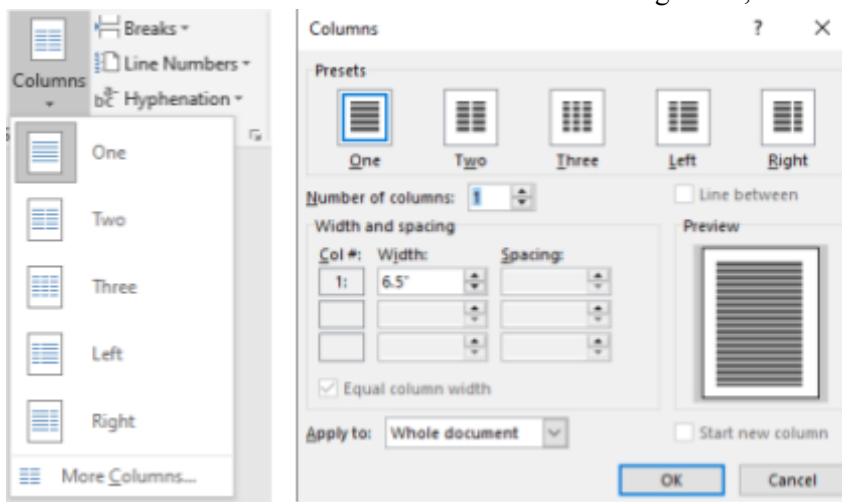 Breaks
Line Numbers
Columns
Hyphenation
One
Two
Three
Left
Right
More Columns...
Columns ? ×
Presets
One Two Three Left Right
Number of columns: 1 Line between
Width and spacing Preview
Col #: Width: Spacing:
1: 6.5"
Equal column width
Apply to: Whole document Start new column
OK Cancel